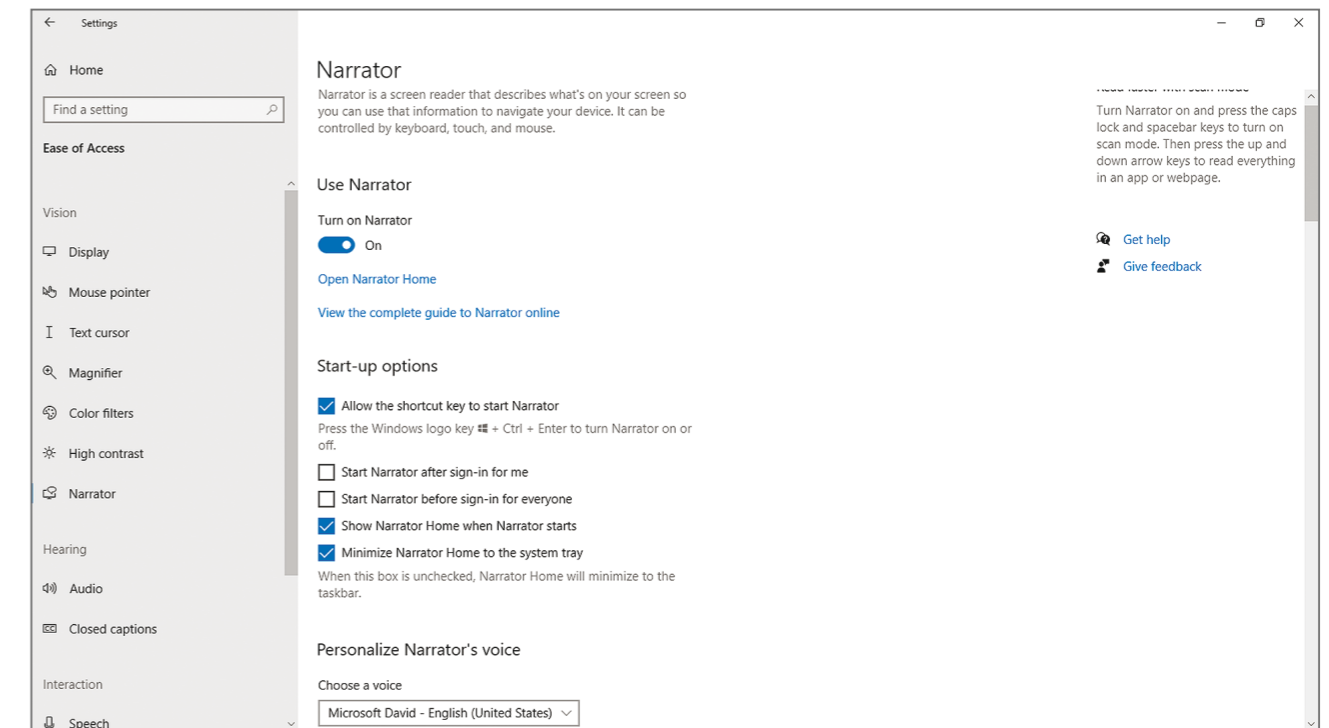 Settings
Home
Find a setting
Ease of Access
Vision
Display
Mouse pointer
Text cursor
Magnifier
Color filters
High contrast
Narrator
Hearing
Audio
Closed captions
Interaction
Speech
Narrator
Narrator is a screen reader that describes what's on your screen so
you can use that information to navigate your device. It can be
controlled by keyboard, touch, and mouse.
Use Narrator
Turn on Narrator
On
Open Narrator Home
View the complete guide to Narrator online
Start-up options
Allow the shortcut key to start Narrator
Press the Windows logo key + Ctrl + Enter to turn Narrator on or
off.
Start Narrator after sign-in for me
Start Narrator before sign-in for everyone
Show Narrator Home when Narrator starts
Minimize Narrator Home to the system tray
When this box is unchecked, Narrator Home will minimize to the
taskbar.
Personalize Narrator's voice
Choose a voice
Microsoft David - English (United States)
Read faster with scan mode
Turn Narrator on and press the caps
lock and spacebar keys to turn on
scan mode. Then press the up and
down arrow keys to read everything
in an app or webpage.
Get help
Give feedback